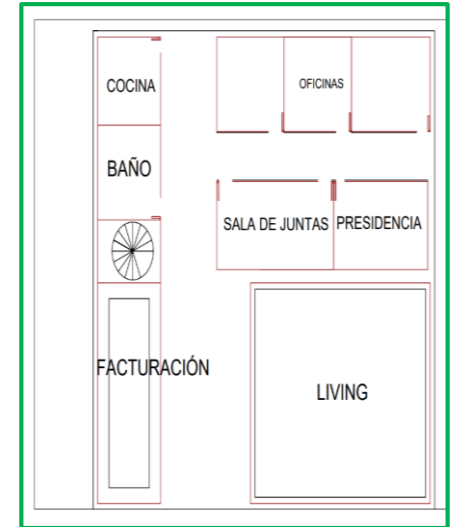 COCINA
OFICINAS
BAÑO
SALA DE JUNTAS
PRESIDENCIA
FACTURACIÓN
LIVING